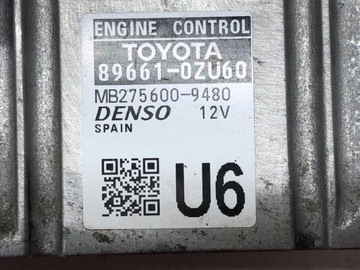 ENGINE CONTROL
TOYOTA
89661-0ZU60
MB275600-9480
DENSO 12V
SPAIN
U6